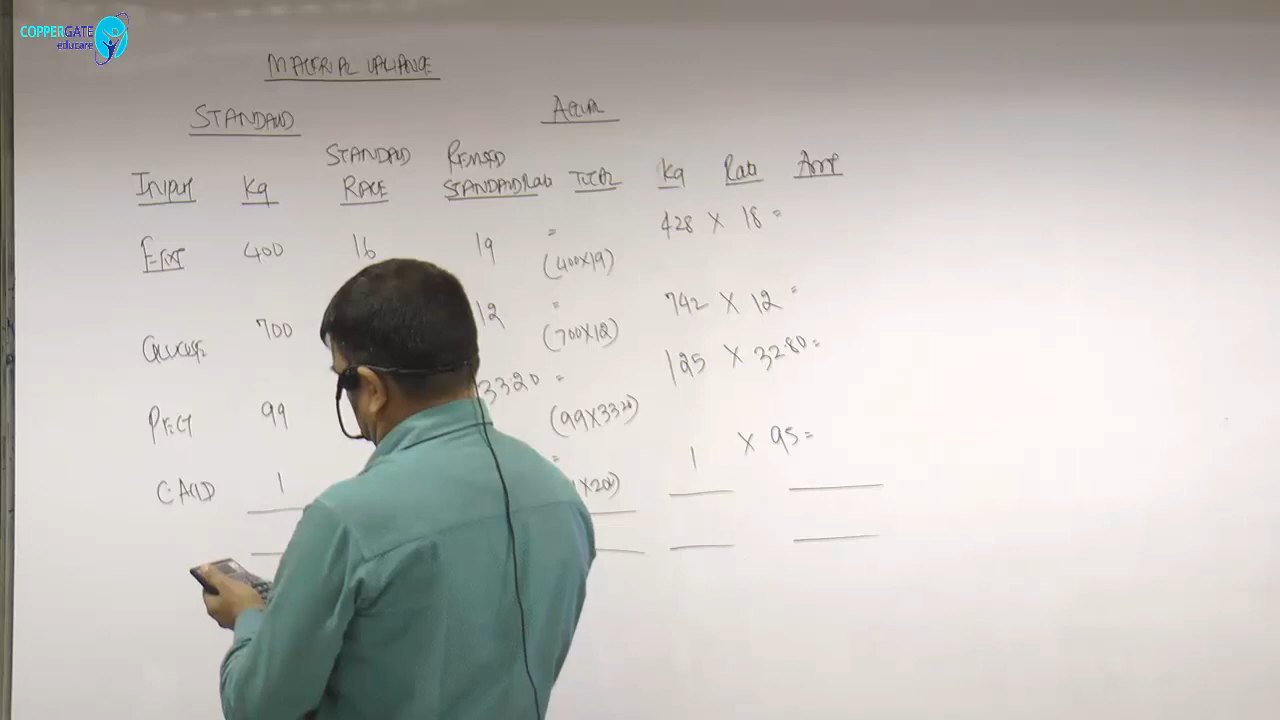 COPPERGATE
educare
MATERIAL VARIANCE
STANDARD ACTUAL
INPUT Kg STANDARD RATE REVISED STANDARD Rate TOTAL Kg Rate Amt
400 16 19 = (400X19) 428 X 18 =
GLUCOSE 700 12 = (700X12) 742 X 12 =
PECT 99 3320 = (99X3320) 125 X 3280 =
C. ACID 1 = X200) 1 X 95 =